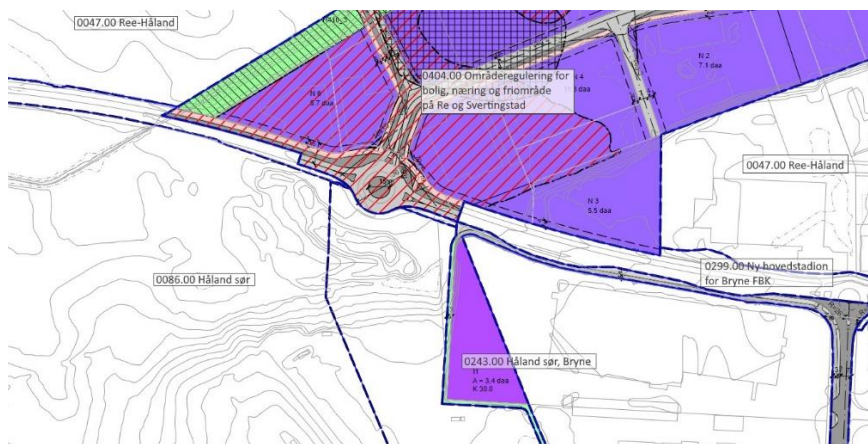 0047.00 Ree-Håland
N 2
7.1 daa
0404.00 Områderegulering for
bolig, næring og friområde
på Re og Svertingstad
N 6
5.7 daa
0047.00 Ree-Håland
N 3
5.5 daa
0086.00 Håland sør
0299.00 Ny hovedstadion
for Bryne FBK
0243.00 Håland sør, Bryne
A = 3.4 daa